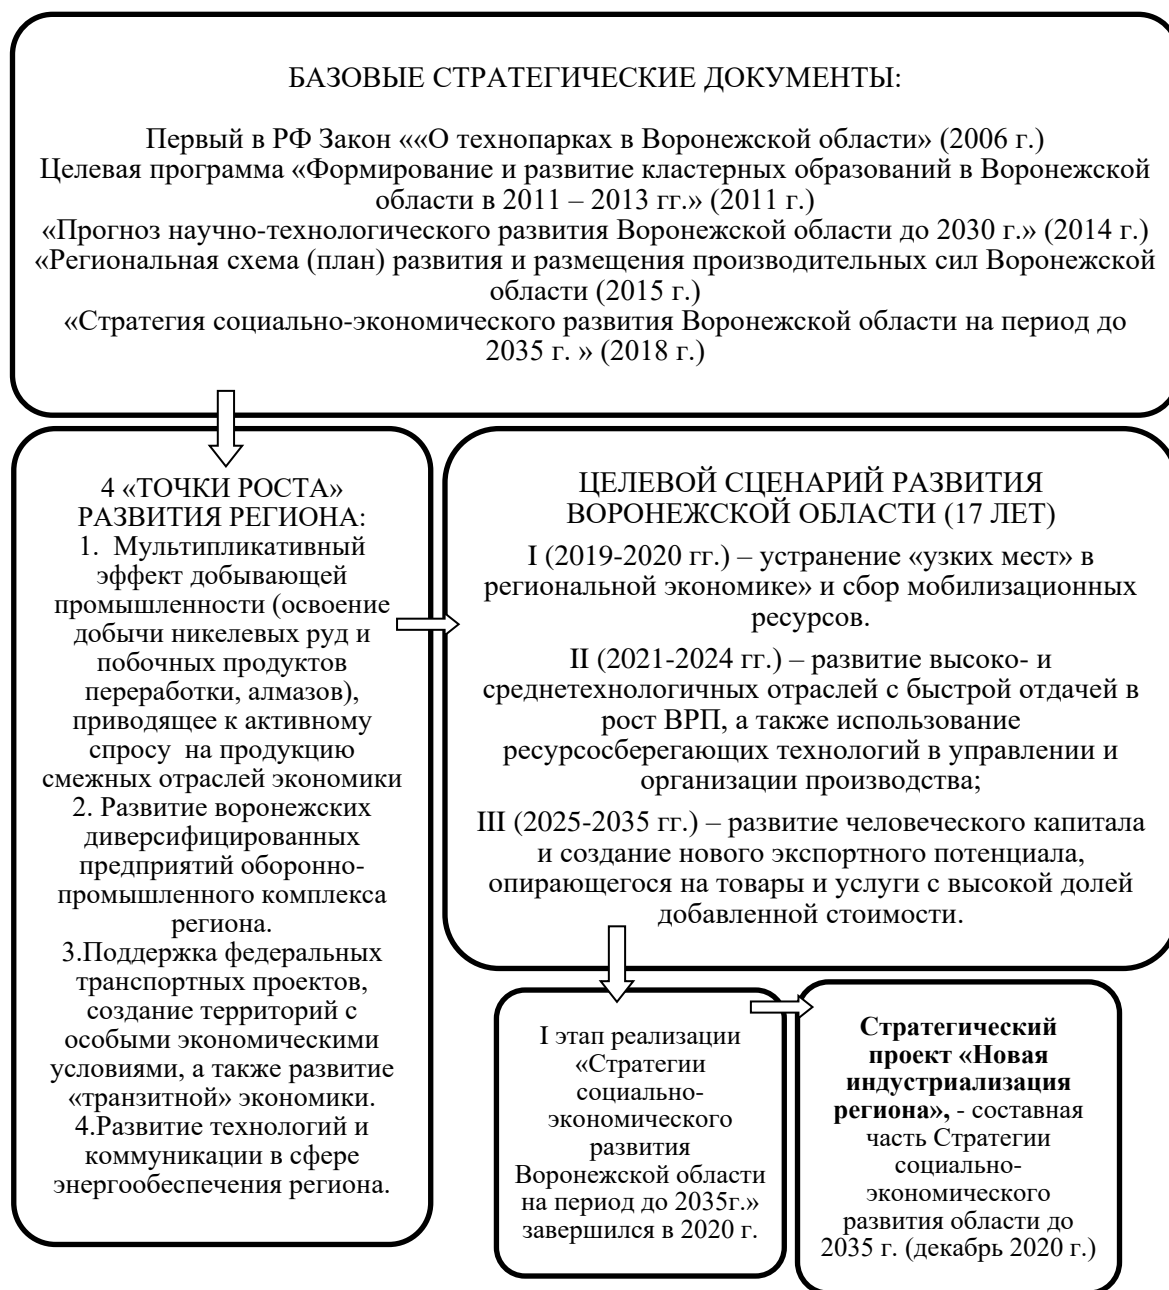 БАЗОВЫЕ СТРАТЕГИЧЕСКИЕ ДОКУМЕНТЫ:
Первый в РФ Закон ««О технопарках в Воронежской области» (2006 г.)
Целевая программа «Формирование и развитие кластерных образований в Воронежской
области в 2011 – 2013 гг.» (2011 г.)
«Прогноз научно-технологического развития Воронежской области до 2030 г.» (2014 г.)
«Региональная схема (план) развития и размещения производительных сил Воронежской
области (2015 г.)
«Стратегия социально-экономического развития Воронежской области на период до
2035 г. » (2018 г.)
4 «ТОЧКИ РОСТА»
РАЗВИТИЯ РЕГИОНА:
1. Мультипликативный
эффект добывающей
промышленности (освоение
добычи никелевых руд и
побочных продуктов
переработки, алмазов),
приводящее к активному
спросу на продукцию
смежных отраслей экономики
2. Развитие воронежских
диверсифицированных
предприятий оборонно-
промышленного комплекса
региона.
3.Поддержка федеральных
транспортных проектов,
создание территорий с
особыми экономическими
условиями, а также развитие
«транзитной» экономики.
4.Развитие технологий и
коммуникации в сфере
энергообеспечения региона.
ЦЕЛЕВОЙ СЦЕНАРИЙ РАЗВИТИЯ
ВОРОНЕЖСКОЙ ОБЛАСТИ (17 ЛЕТ)
I (2019-2020 гг.) – устранение «узких мест» в
региональной экономике» и сбор мобилизационных
ресурсов.
II (2021-2024 гг.) – развитие высоко- и
среднетехнологичных отраслей с быстрой отдачей в
рост ВРП, а также использование
ресурсосберегающих технологий в управлении и
организации производства;
III (2025-2035 гг.) – развитие человеческого капитала
и создание нового экспортного потенциала,
опирающегося на товары и услуги с высокой долей
добавленной стоимости.
I этап реализации
«Стратегии
социально-
экономического
развития
Воронежской области
на период до 2035г.»
завершился в 2020 г.
Стратегический
проект «Новая
индустриализация
региона», - составная
часть Стратегии
социально-
экономического
развития области до
2035 г. (декабрь 2020 г.)